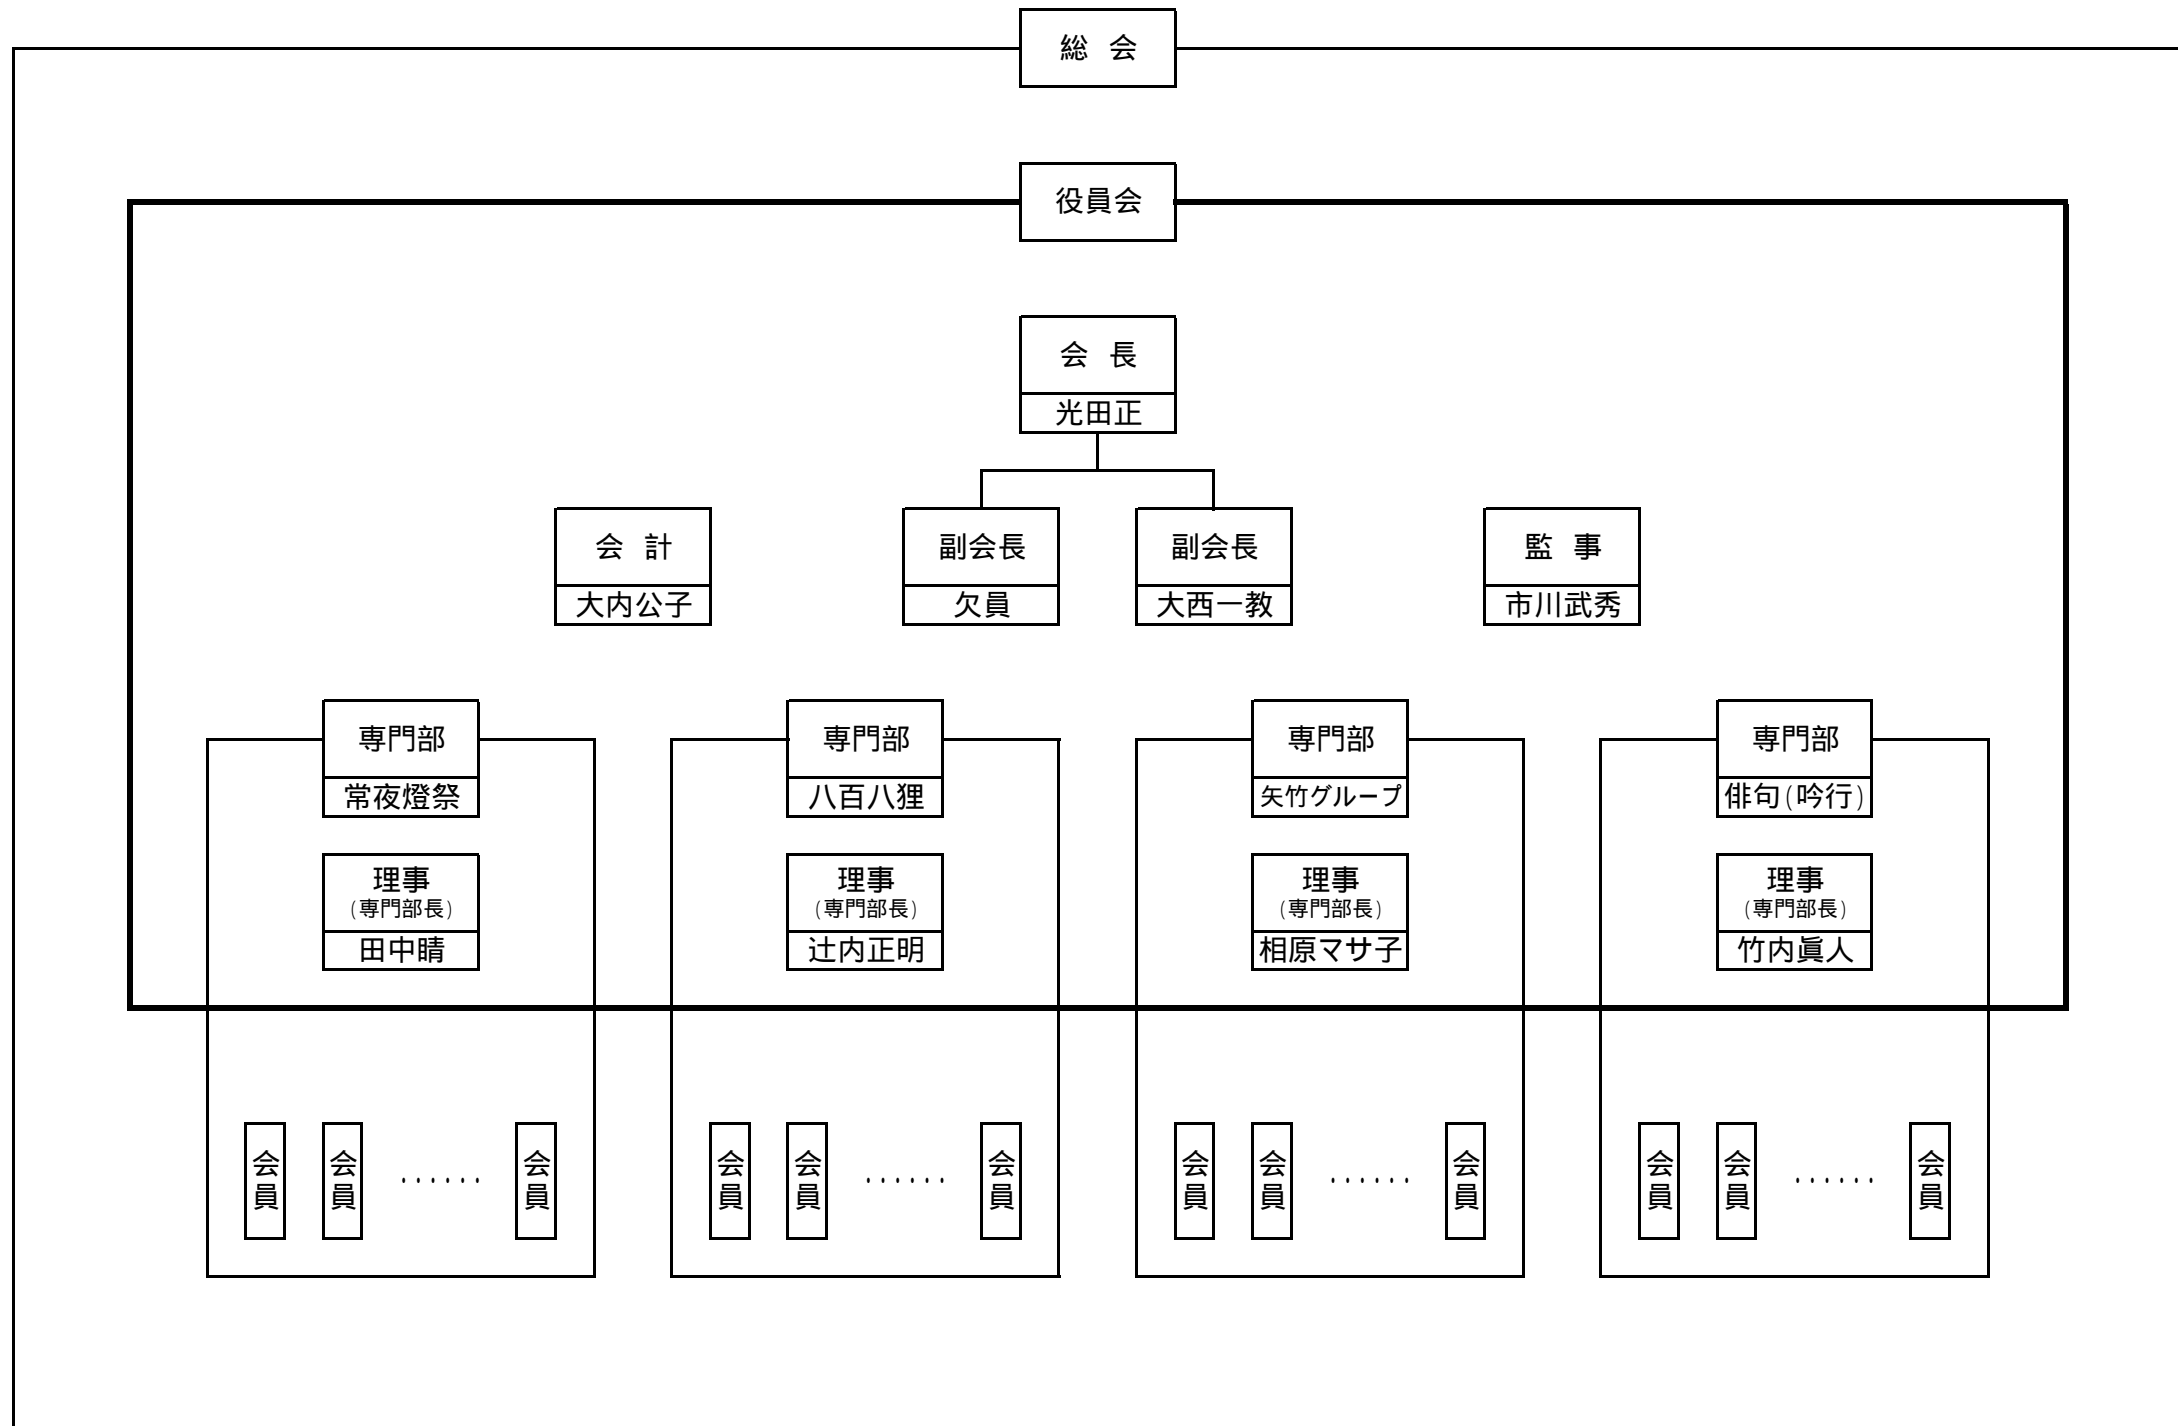 総 会
役員会
会 長
光田正
会 計
副会長
副会長
監 事
大内公子
欠員
大西一教
市川武秀
専門部
専門部
専門部
専門部
常夜燈祭
八百八狸
矢竹グループ
俳句(吟行)
理事
(専門部長)
理事
(専門部長)
理事
(専門部長)
理事
(専門部長)
田中睛
辻内正明
相原マサ子
竹内眞人
会員
会員
······
会員
会員
会員
······
会員
会員
会員
······
会員
会員
会員
······
会員